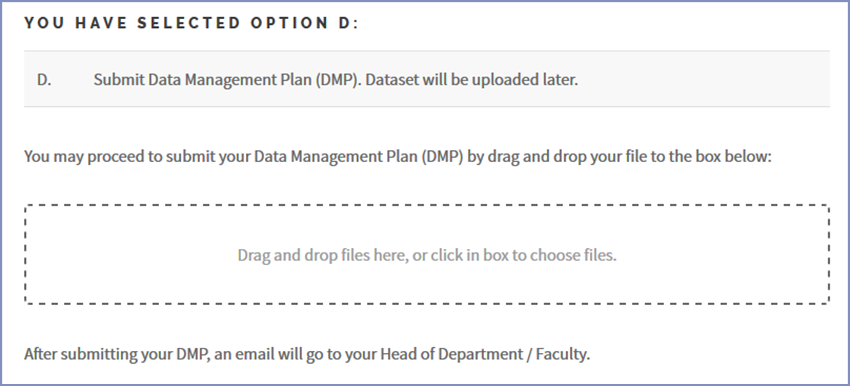 YOU HAVE SELECTED OPTION D:
D. Submit Data Management Plan (DMP). Dataset will be uploaded later.
You may proceed to submit your Data Management Plan (DMP) by drag and drop your file to the box below:
Drag and drop files here, or click in box to choose files.
After submitting your DMP, an email will go to your Head of Department / Faculty.